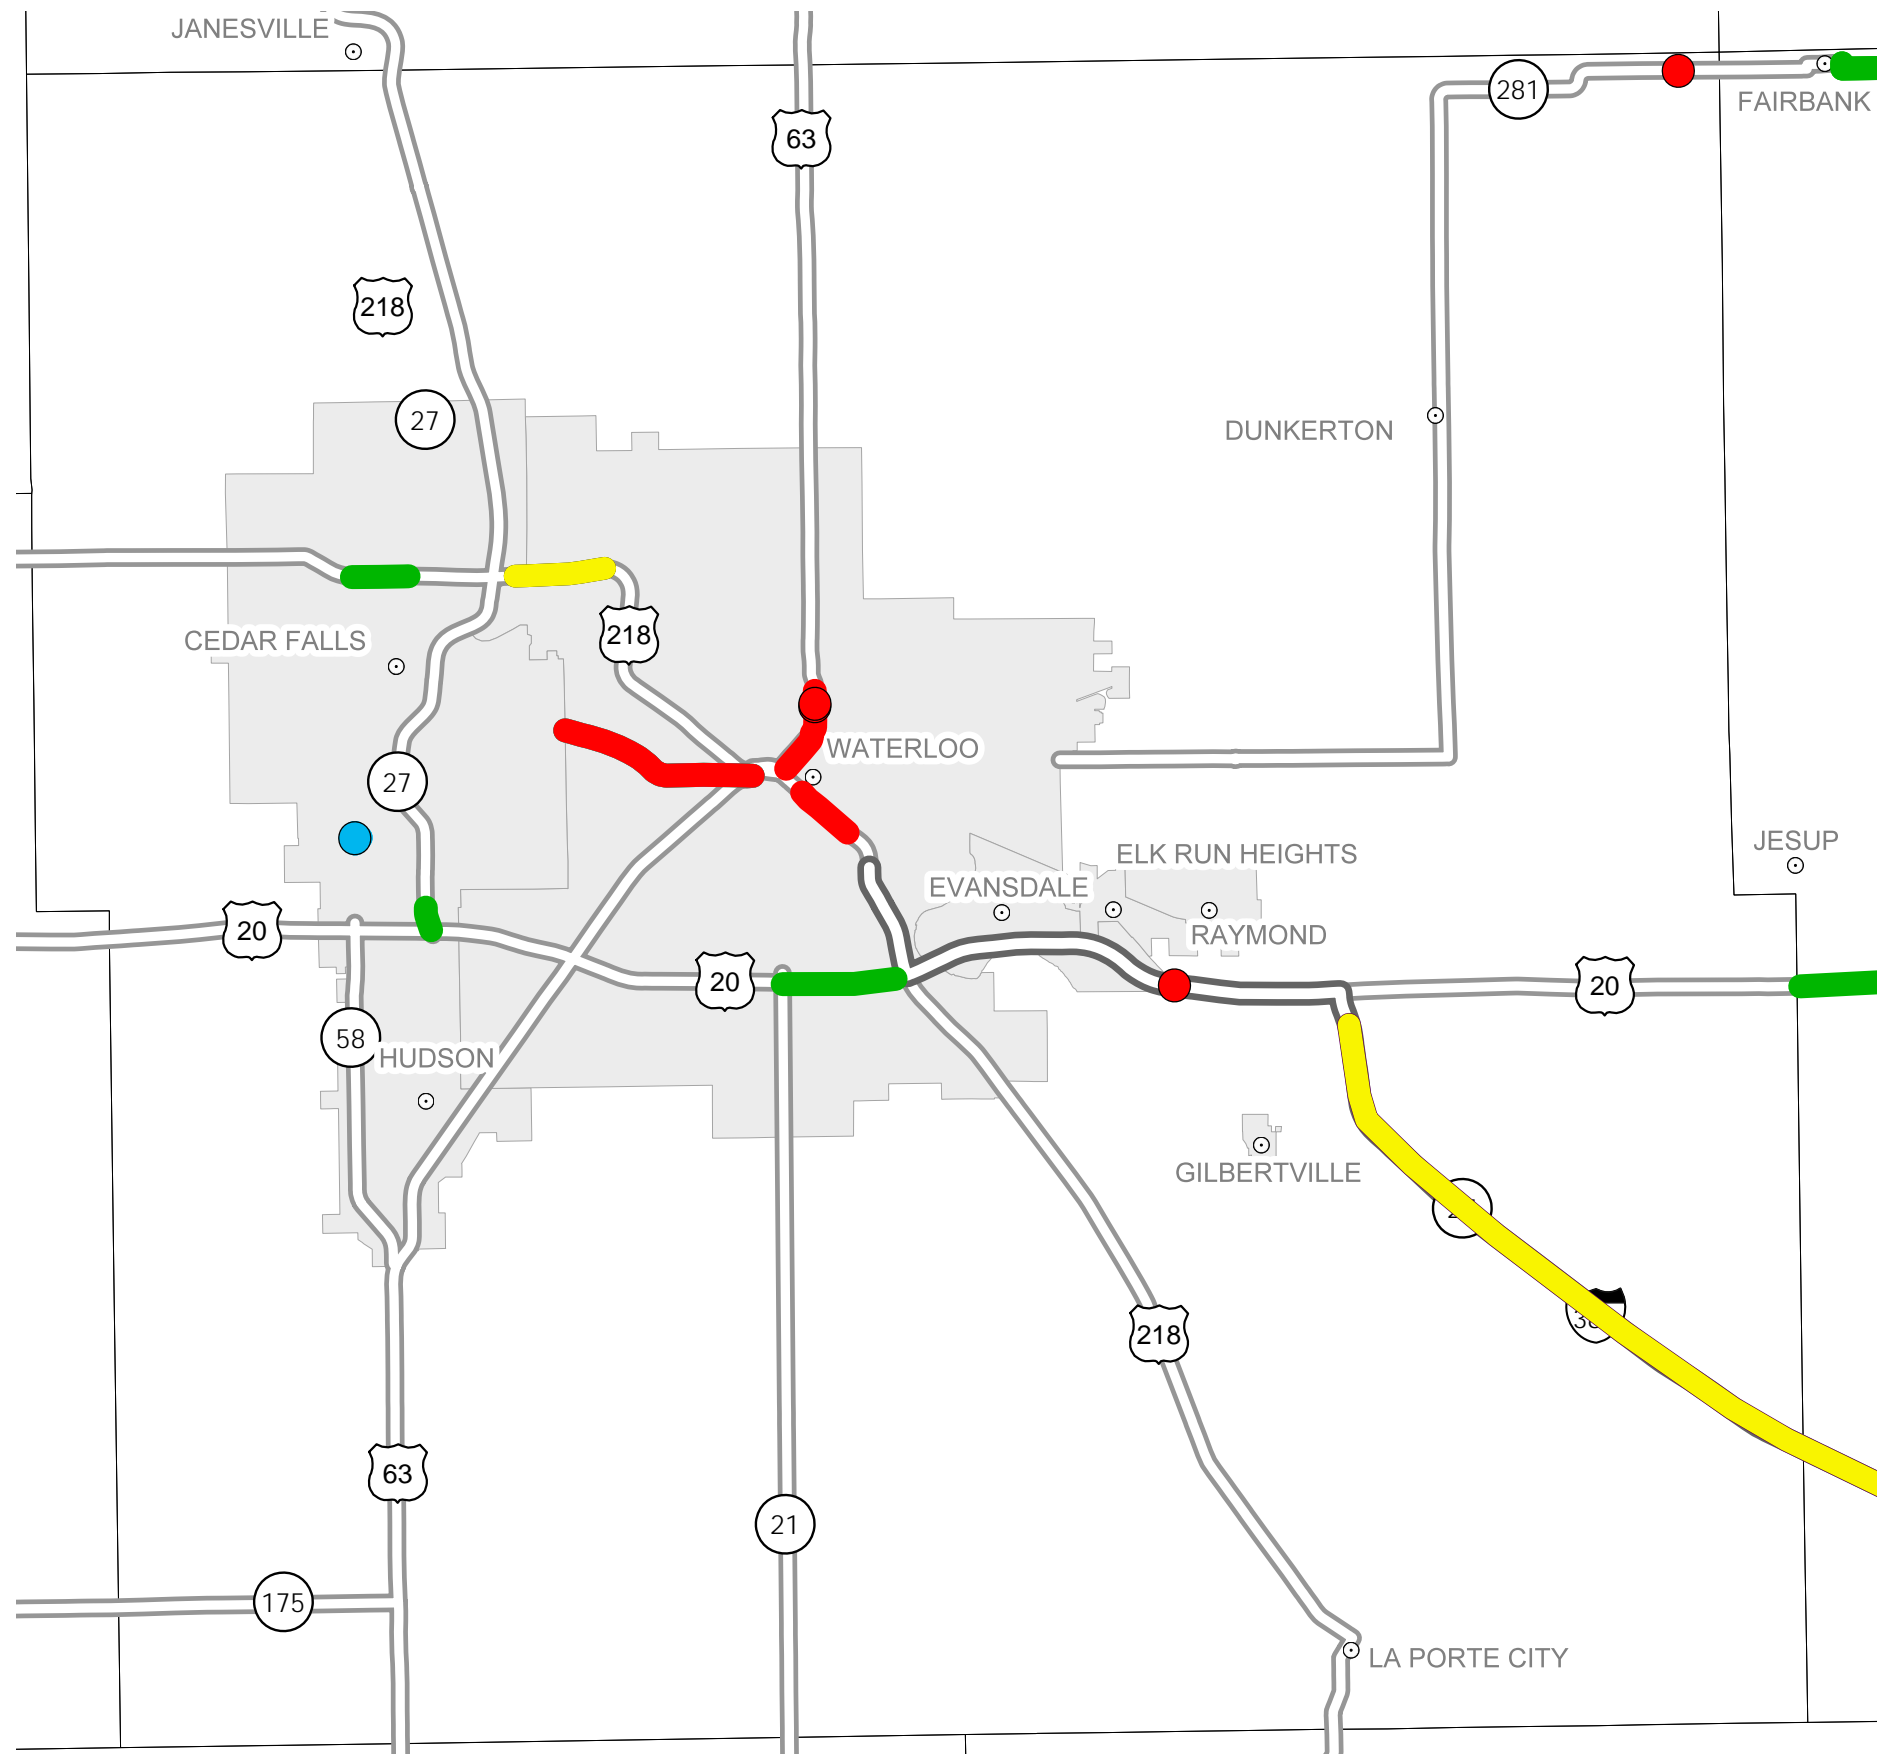 JANESVILLE
281
FAIRBANK
63
218
27
DUNKERTON
218
CEDAR FALLS
WATERLOO
27
JESUP
ELK RUN HEIGHTS
EVANSDALE
20
RAYMOND
20
20
58
HUDSON
GILBERTVILLE
218
63
21
175
LA PORTE CITY